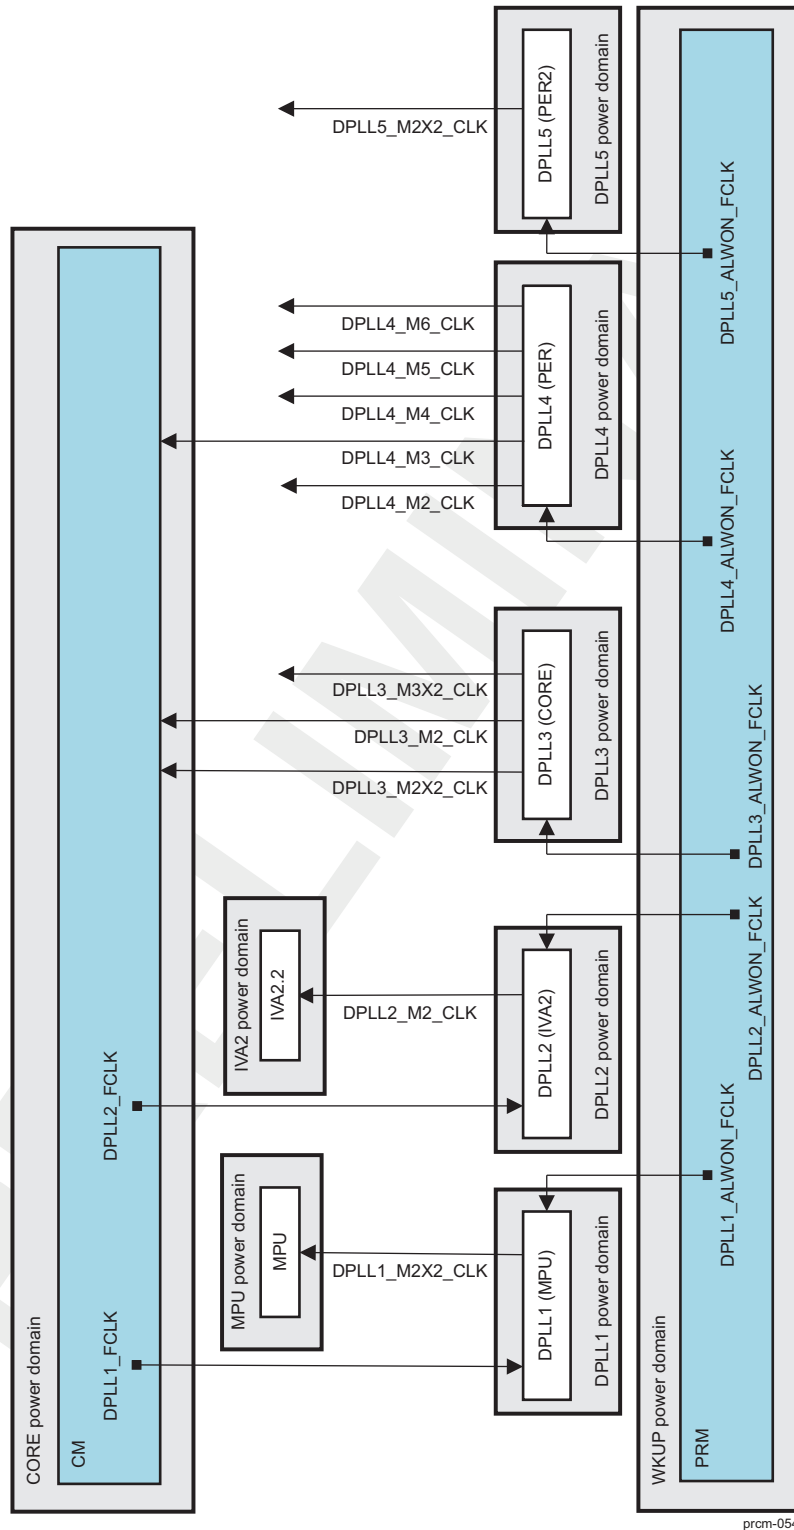 DPLL5_M2X2_CLK
DPLL5 (PER2)
DPLL5 power domain
DPLL5_ALWON_FCLK
DPLL4_M6_CLK
DPLL4_M5_CLK
DPLL4_M4_CLK
DPLL4_M3_CLK
DPLL4_M2_CLK
DPLL4 (PER)
DPLL4 power domain
DPLL4_ALWON_FCLK
DPLL3_M3X2_CLK
DPLL3_M2_CLK
DPLL3_M2X2_CLK
DPLL3 (CORE)
DPLL3 power domain
DPLL3_ALWON_FCLK
IVA2 power domain
IVA2.2
DPLL2_M2_CLK
DPLL2 (IVA2)
DPLL2 power domain
DPLL2_ALWON_FCLK
DPLL2_FCLK
MPU power domain
MPU
DPLL1_M2X2_CLK
DPLL1 (MPU)
DPLL1 power domain
DPLL1_ALWON_FCLK
DPLL1_FCLK
CORE power domain
CM
WKUP power domain
PRM
prcm-054